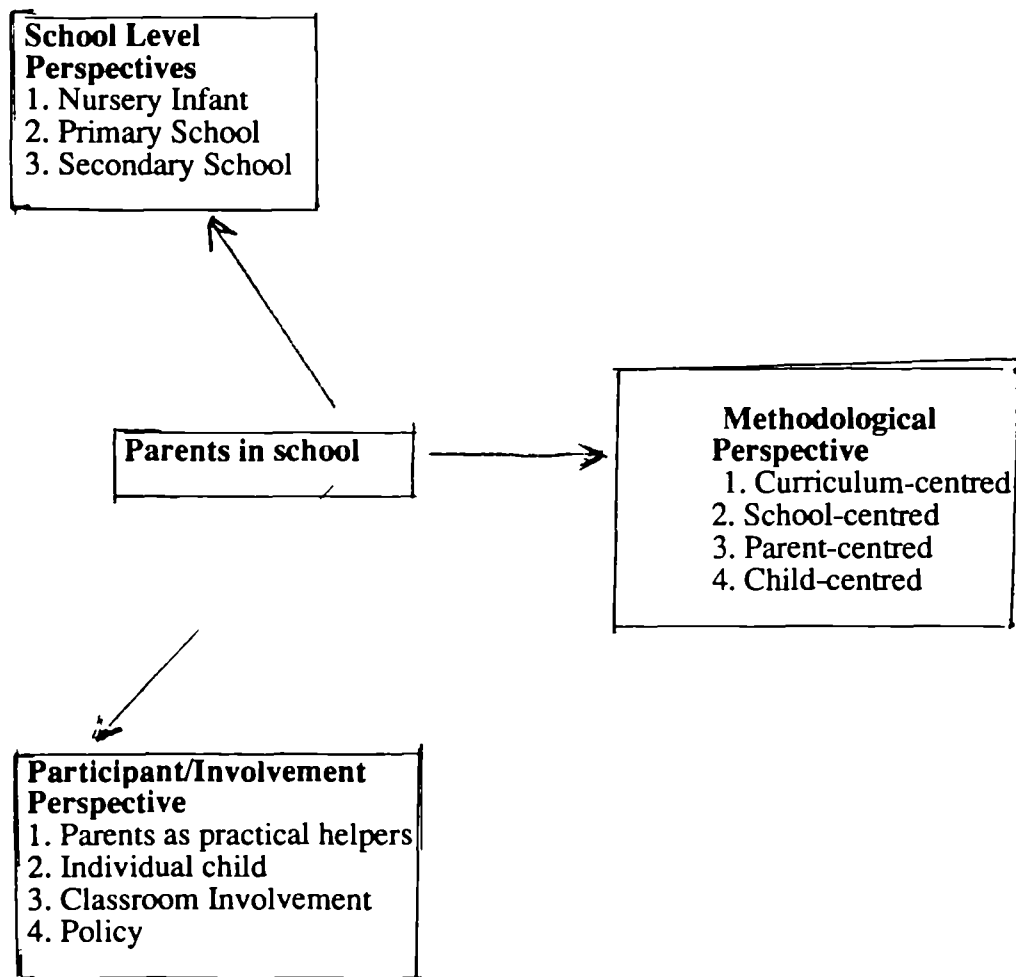 School Level
Perspectives
1. Nursery Infant
2. Primary School
3. Secondary School
Parents in school
Methodological
Perspective
1. Curriculum-centred
2. School-centred
3. Parent-centred
4. Child-centred
Participant/Involvement
Perspective
1. Parents as practical helpers
2. Individual child
3. Classroom Involvement
4. Policy